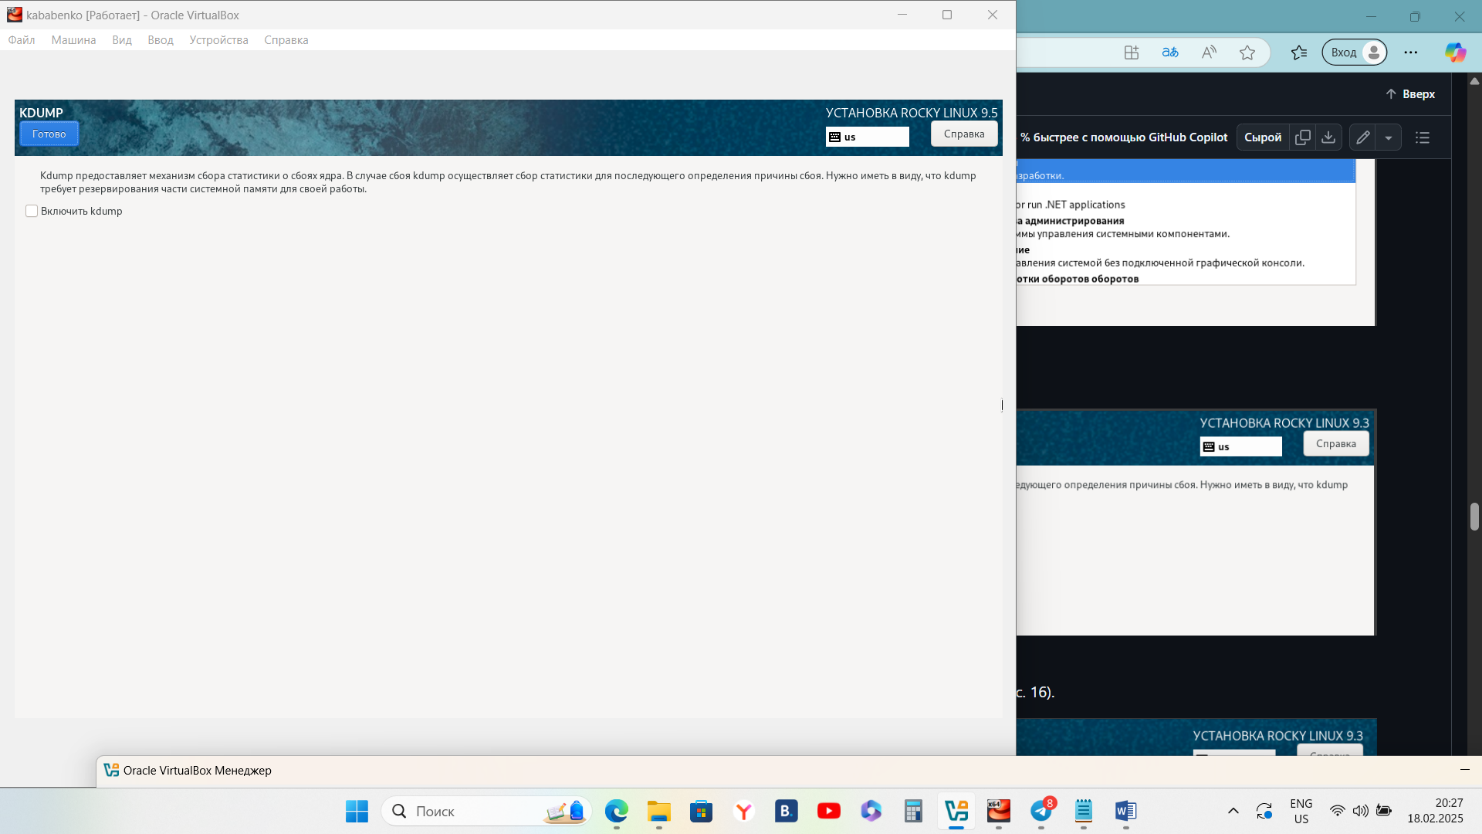 kababenko [Работает] - Oracle VirtualBox
Файл Машина Вид Ввод Устройства Справка
KDUMP
Готово
УСТАНОВКА ROCKY LINUX 9.5
us
Справка
Kdump предоставляет механизм сбора статистики о сбоях ядра. В случае сбоя kdump осуществляет сбор статистики для последующего определения причины сбоя. Нужно иметь в виду, что kdump
требует резервирования части системной памяти для своей работы.
Включить kdump
Вход
Вверх
% быстрее с помощью GitHub Copilot
Сырой
азработки.
or run .NET applications
а администрирования
ммы управления системными компонентами.
ние
авления системой без подключенной графической консоли.
отки оборотов оборотов
УСТАНОВКА ROCKY LINUX 9.3
us
Справка
едующего определения причины сбоя. Нужно иметь в виду, что kdump
с. 16).
УСТАНОВКА ROCKY LINUX 9.3
Oracle VirtualBox Менеджер
Поиск
B.
x64
8
ENG
US
20:27
18.02.2025